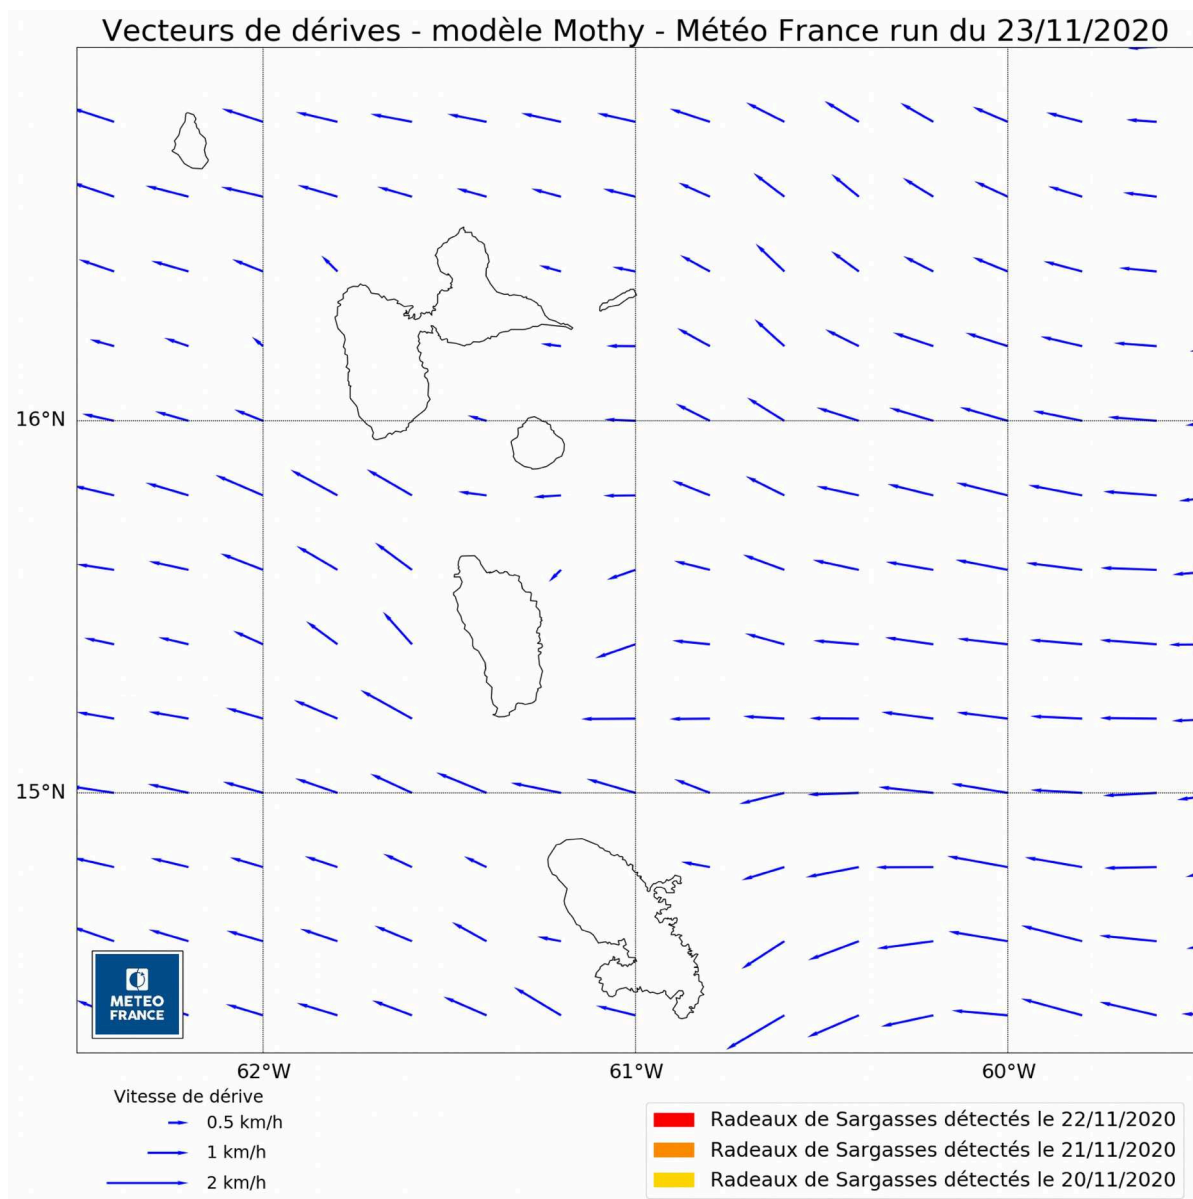 Vecteurs de dérives - modèle Mothy - Météo France run du 23/11/2020
16°N
15°N
METEO
FRANCE
62°W
61°W
60°W
Vitesse de dérive
0.5 km/h
1 km/h
2 km/h
Radeaux de Sargasses détectés le 22/11/2020
Radeaux de Sargasses détectés le 21/11/2020
Radeaux de Sargasses détectés le 20/11/2020